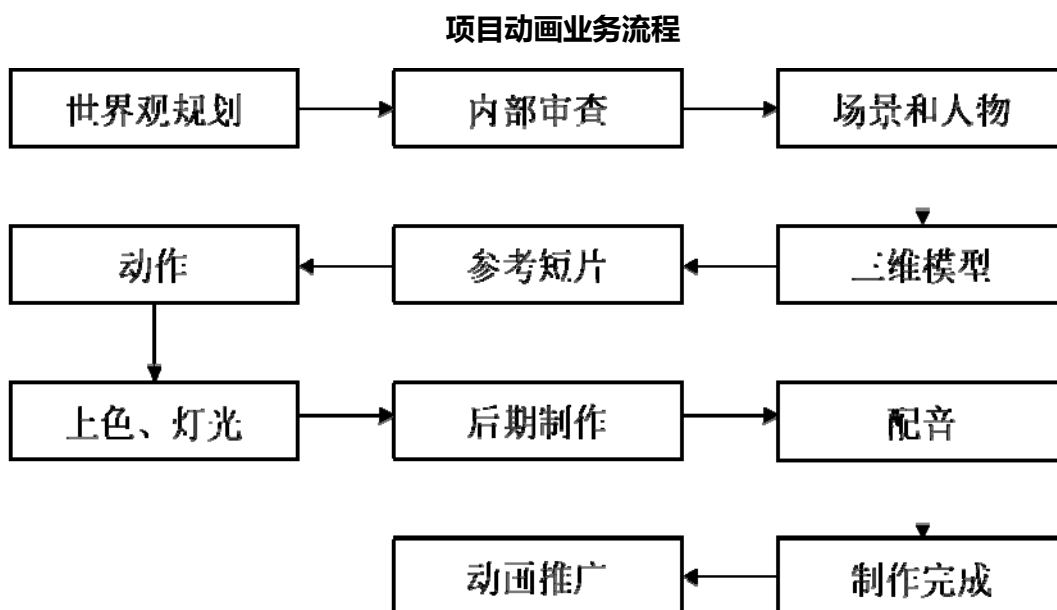 项目动画业务流程
世界观规划
内部审查
场景和人物
动作
参考短片
三维模型
上色、灯光
后期制作
配音
动画推广
制作完成